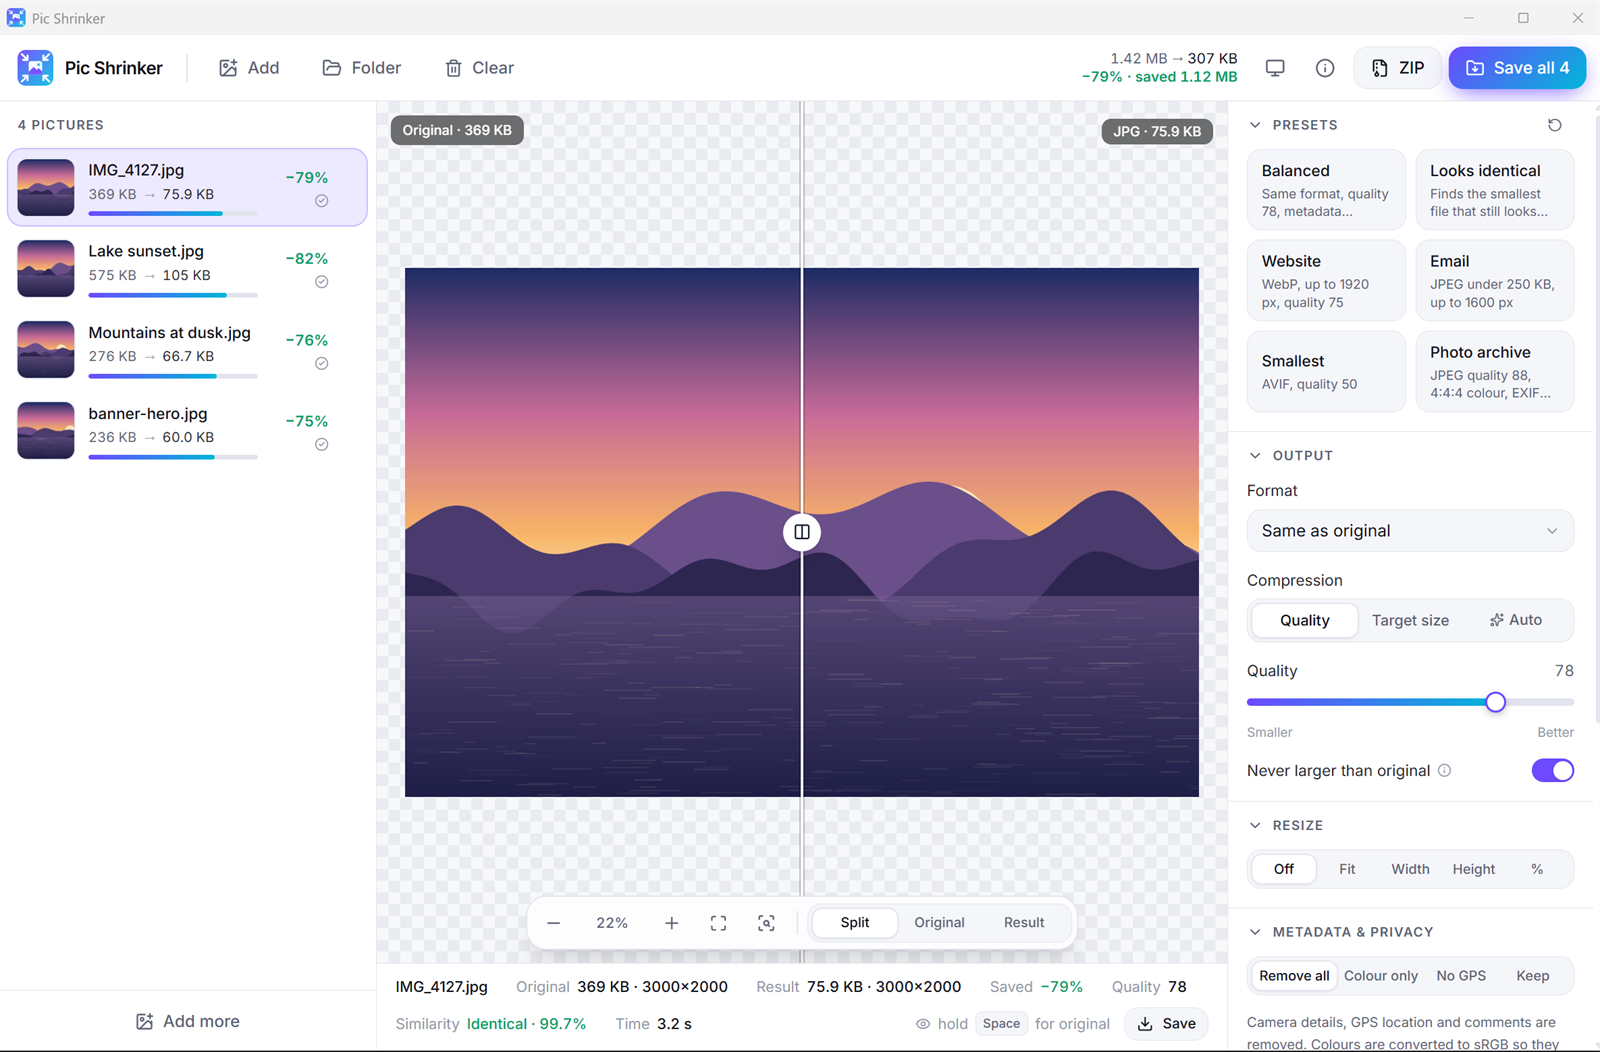 Pic Shrinker
Pic Shrinker
Add
Folder
Clear
1.42 MB → 307 KB
−79% · saved 1.12 MB
ZIP
Save all 4
4 PICTURES
IMG_4127.jpg
369 KB → 75.9 KB
−79%
Lake sunset.jpg
575 KB → 105 KB
−82%
Mountains at dusk.jpg
276 KB → 66.7 KB
−76%
banner-hero.jpg
236 KB → 60.0 KB
−75%
Add more
Original · 369 KB
JPG · 75.9 KB
22%
Split
Original
Result
IMG_4127.jpg
Original 369 KB · 3000×2000
Result 75.9 KB · 3000×2000
Saved −79%
Quality 78
Similarity Identical · 99.7%
Time 3.2 s
hold Space for original
Save
PRESETS
Balanced
Same format, quality
78, metadata...
Looks identical
Finds the smallest
file that still looks...
Website
WebP, up to 1920
px, quality 75
Email
JPEG under 250 KB,
up to 1600 px
Smallest
AVIF, quality 50
Photo archive
JPEG quality 88,
4:4:4 colour, EXIF...
OUTPUT
Format
Same as original
Compression
Quality
Target size
Auto
Quality
78
Smaller
Better
Never larger than original
RESIZE
Off
Fit
Width
Height
%
METADATA & PRIVACY
Remove all
Colour only
No GPS
Keep
Camera details, GPS location and comments are
removed. Colours are converted to sRGB so they